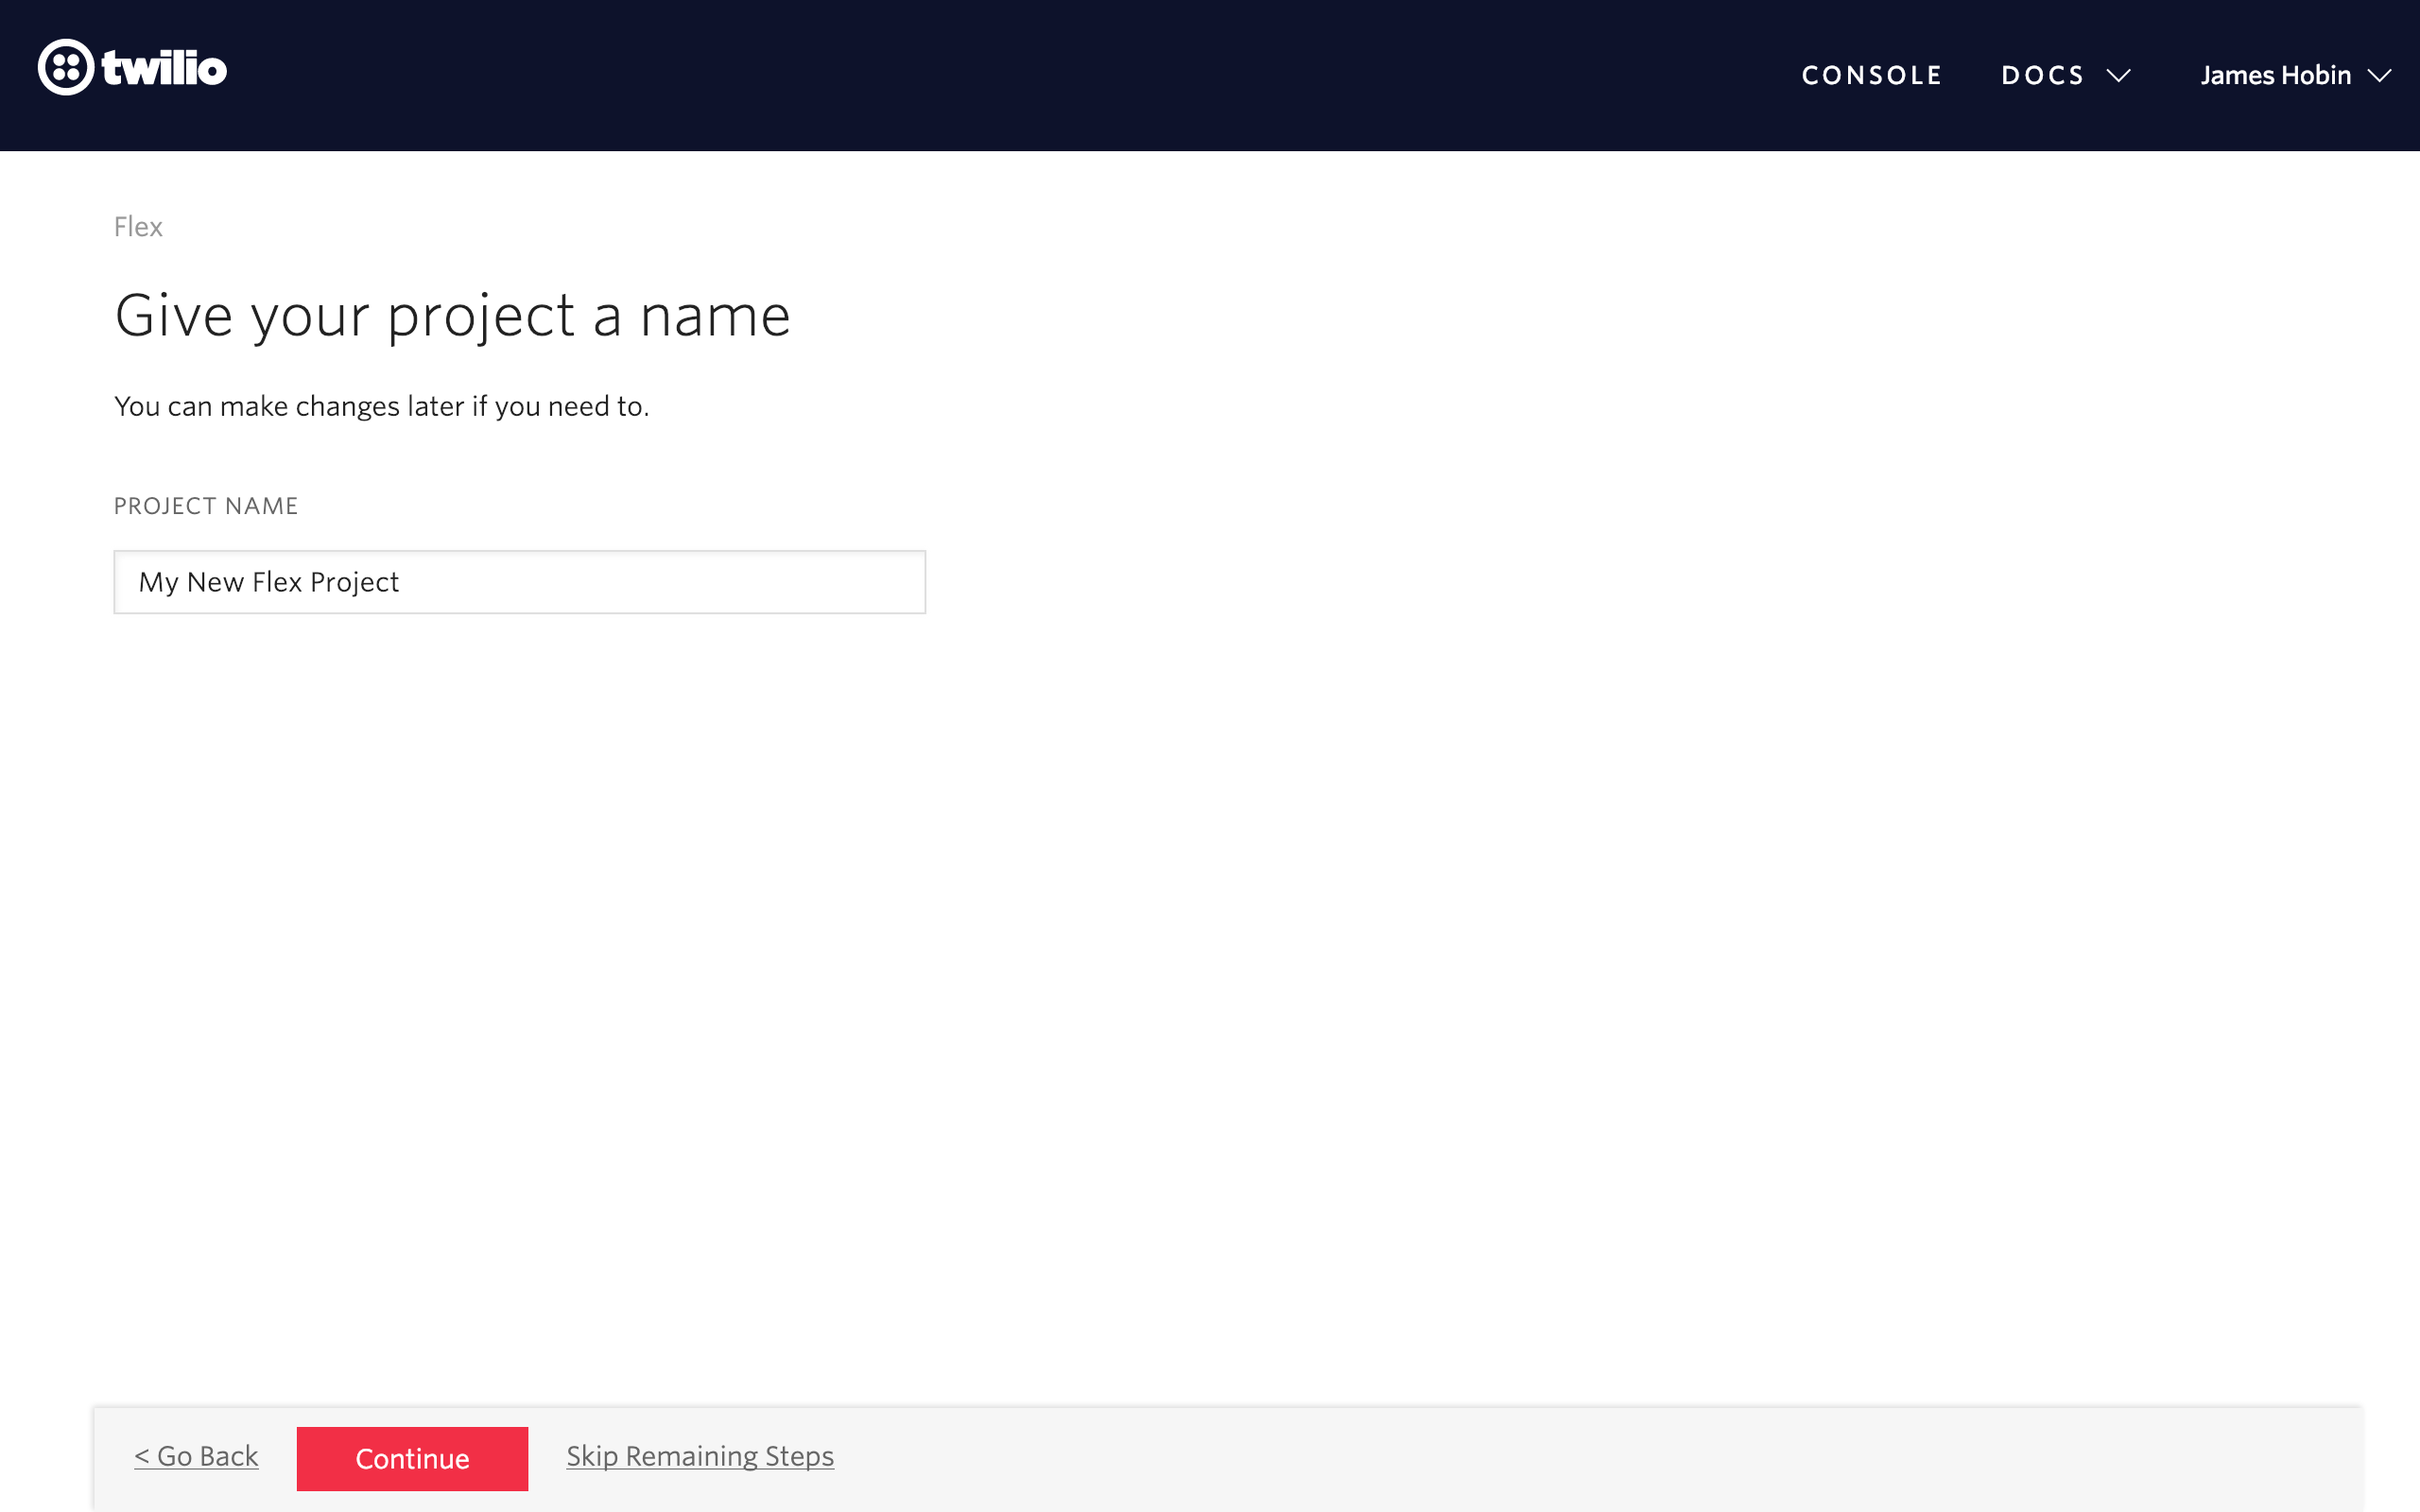 twilio
CONSOLE
DOCS
James Hobin
Flex
Give your project a name
You can make changes later if you need to.
PROJECT NAME
My New Flex Project
< Go Back
Continue
Skip Remaining Steps